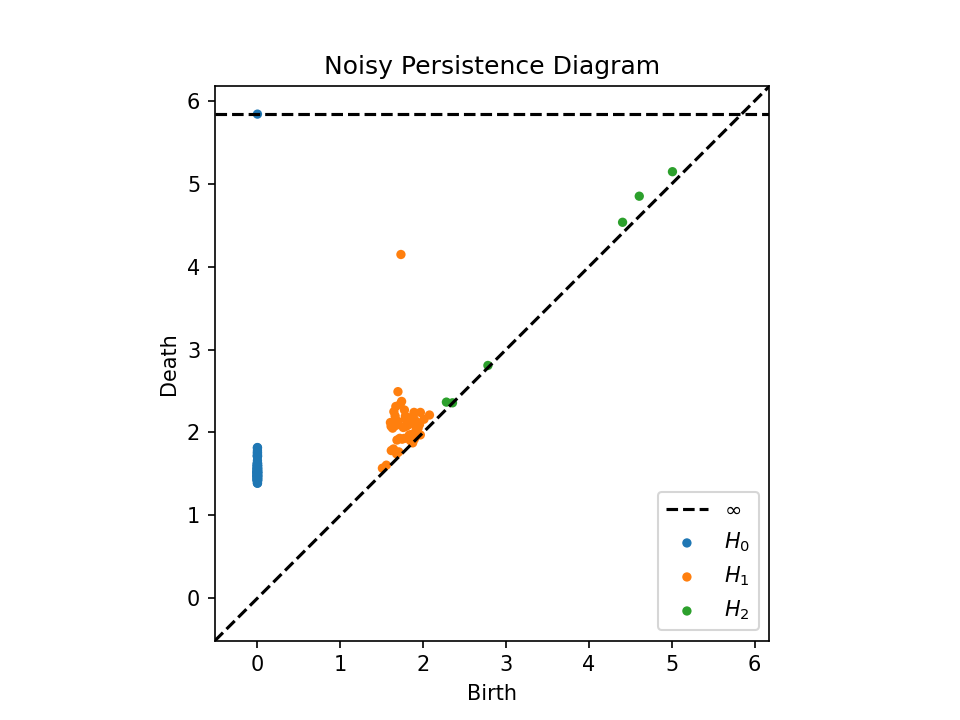 Noisy Persistence Diagram
Death
6
5
4
3
2
1
0
0 1 2 3 4 5 6
Birth
∞
H₀
H₁
H₂